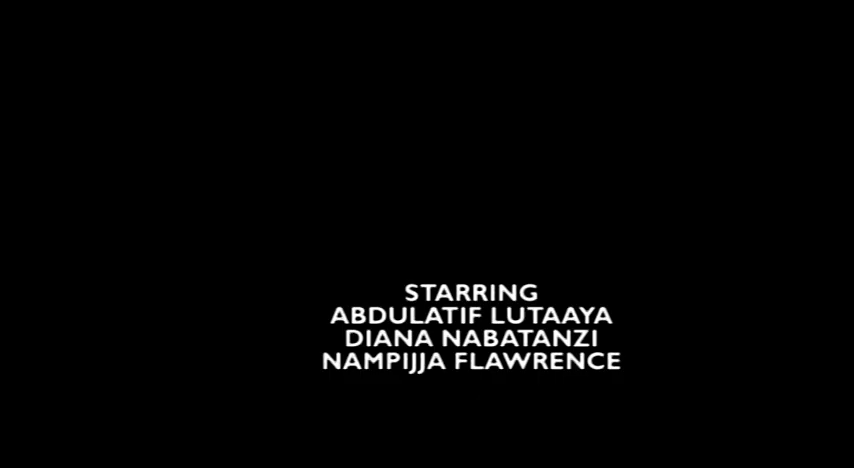 STARRING
ABDULATIF LUTAAYA
DIANA NABATANZI
NAMPIJJA FLAWRENCE